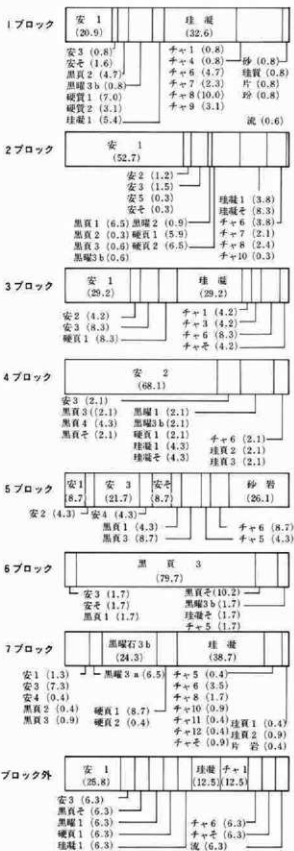 1ブロック
安 1
(20.9)
珪 凝
(32.6)
安3 (0.8)
安そ (1.6)
黒頁2 (4.7)
黒曜3b (0.8)
硬質1 (7.0)
硬質2 (3.1)
珪凝1 (5.4)
チャ1 (0.8)
チャ4 (0.8)
チャ6 (4.7)
チャ7 (2.3)
チャ8 (10.0)
チャ9 (3.1)
砂 (0.8)
珪質 (0.8)
片 (0.8)
玢 (0.8)
流 (0.6)
2ブロック
安 1
(52.7)
安2 (1.2)
安3 (1.5)
安5 (0.3)
安そ (0.3)
黒頁1 (6.5)
黒頁2 (0.3)
黒頁3 (0.6)
黒曜3b (0.6)
黒曜2 (0.9)
硬頁1 (5.9)
硬頁2 (6.5)
珪凝1 (3.8)
珪凝そ (8.3)
チャ6 (3.8)
チャ7 (2.1)
チャ8 (2.4)
チャ10 (0.3)
3ブロック
安 1
(29.2)
珪 凝
(29.2)
安2 (4.2)
安3 (8.3)
硬頁1 (8.3)
チャ1 (4.2)
チャ3 (4.2)
チャ6 (8.3)
チャそ (4.2)
4ブロック
安 2
(68.1)
安3 (2.1)
黒頁3 ((2.1)
黒頁4 (4.3)
黒頁そ (2.1)
黒曜1 (2.1)
黒曜3b (2.1)
硬頁1 (2.1)
珪凝1 (4.3)
珪凝そ (4.3)
チャ6 (2.1)
珪頁2 (2.1)
珪頁3 (2.1)
5ブロック
安1
(8.7)
安 3
(21.7)
安そ
(8.7)
砂 岩
(26.1)
安2 (4.3)
安4 (4.3)
黒頁1 (4.3)
黒頁3 (8.7)
チャ6 (8.7)
チャ5 (4.3)
6ブロック
黒 頁 3
(79.7)
安3 (1.7)
安そ (1.7)
黒頁1 (1.7)
黒頁そ (10.2)
黒曜3b (1.7)
珪凝そ (1.7)
チャ5 (1.7)
7ブロック
黒曜石3b
(24.3)
珪 凝
(38.7)
安1 (1.3)
安3 (7.3)
安4 (0.4)
黒頁2 (0.4)
黒頁3 (0.9)
黒曜3a (6.5)
硬頁1 (8.7)
硬頁2 (0.4)
チャ5 (0.4)
チャ6 (3.5)
チャ8 (1.7)
チャ10 (0.9)
チャ11 (0.4)
チャ12 (0.4)
チャそ (0.9)
珪頁1 (0.4)
珪頁2 (0.9)
片 岩 (0.4)
ブロック外
安 1
(25.8)
珪凝
(12.5)
チャ1
(12.5)
安3 (6.3)
黒頁そ (6.3)
黒曜1 (6.3)
硬頁1 (6.3)
珪凝1 (6.3)
チャ6 (6.3)
チャそ (6.3)
流 (6.3)